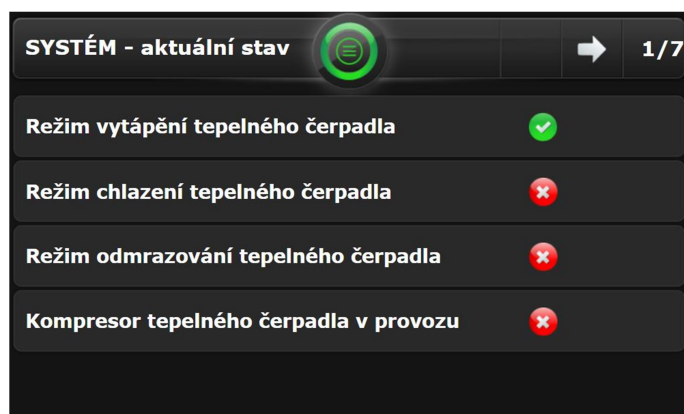 SYSTÉM - aktuální stav
1/7
Režim vytápění tepelného čerpadla
Režim chlazení tepelného čerpadla
Režim odmrazování tepelného čerpadla
Kompresor tepelného čerpadla v provozu